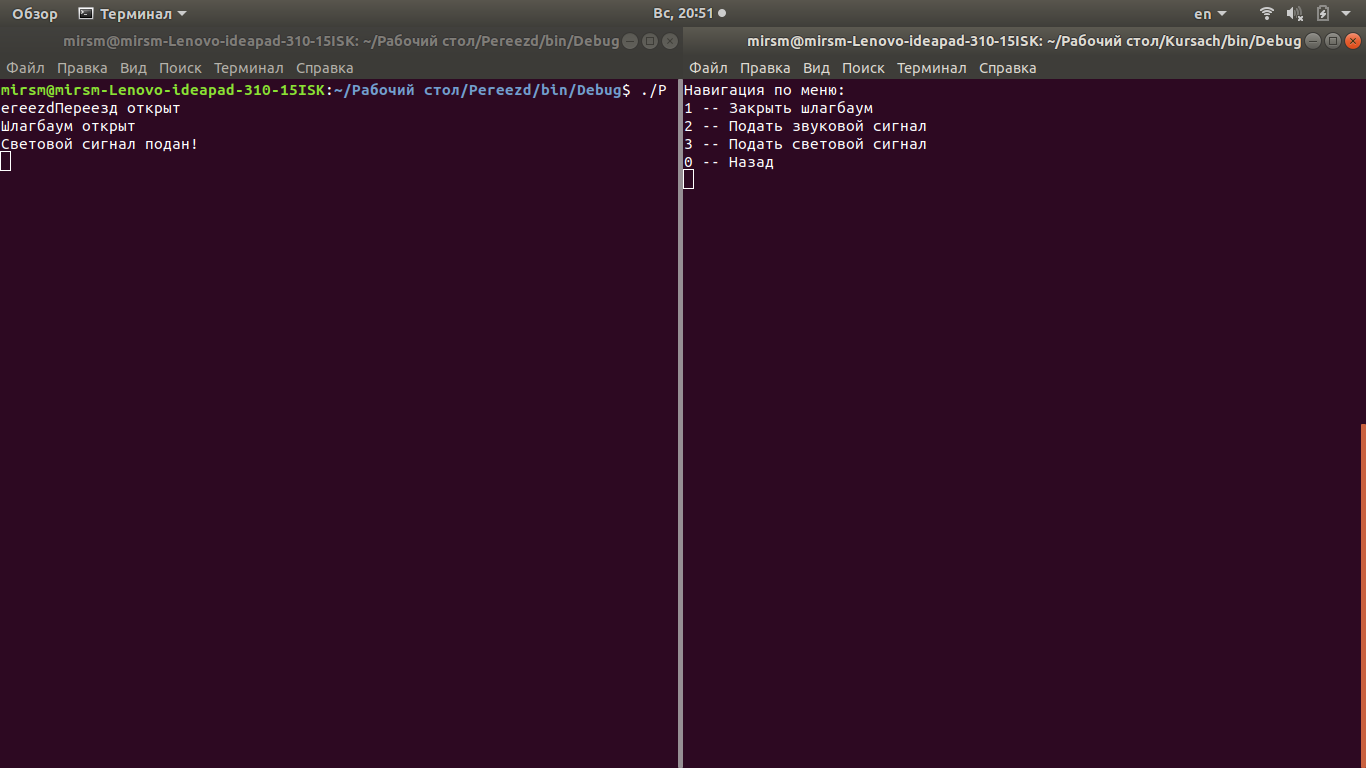 Обзор Терминал Вс, 20:51 en
mirsm@mirsm-Lenovo-ideapad-310-15ISK: ~/Рабочий стол/Pereezd/bin/Debug
Файл Правка Вид Поиск Терминал Справка
mirsm@mirsm-Lenovo-ideapad-310-15ISK:~/Рабочий стол/Pereezd/bin/Debug$ ./P
ereezdПереезд открыт
Шлагбаум открыт
Световой сигнал подан!
mirsm@mirsm-Lenovo-ideapad-310-15ISK: ~/Рабочий стол/Kursach/bin/Debug
Файл Правка Вид Поиск Терминал Справка
Навигация по меню:
1 -- Закрыть шлагбаум
2 -- Подать звуковой сигнал
3 -- Подать световой сигнал
0 -- Назад